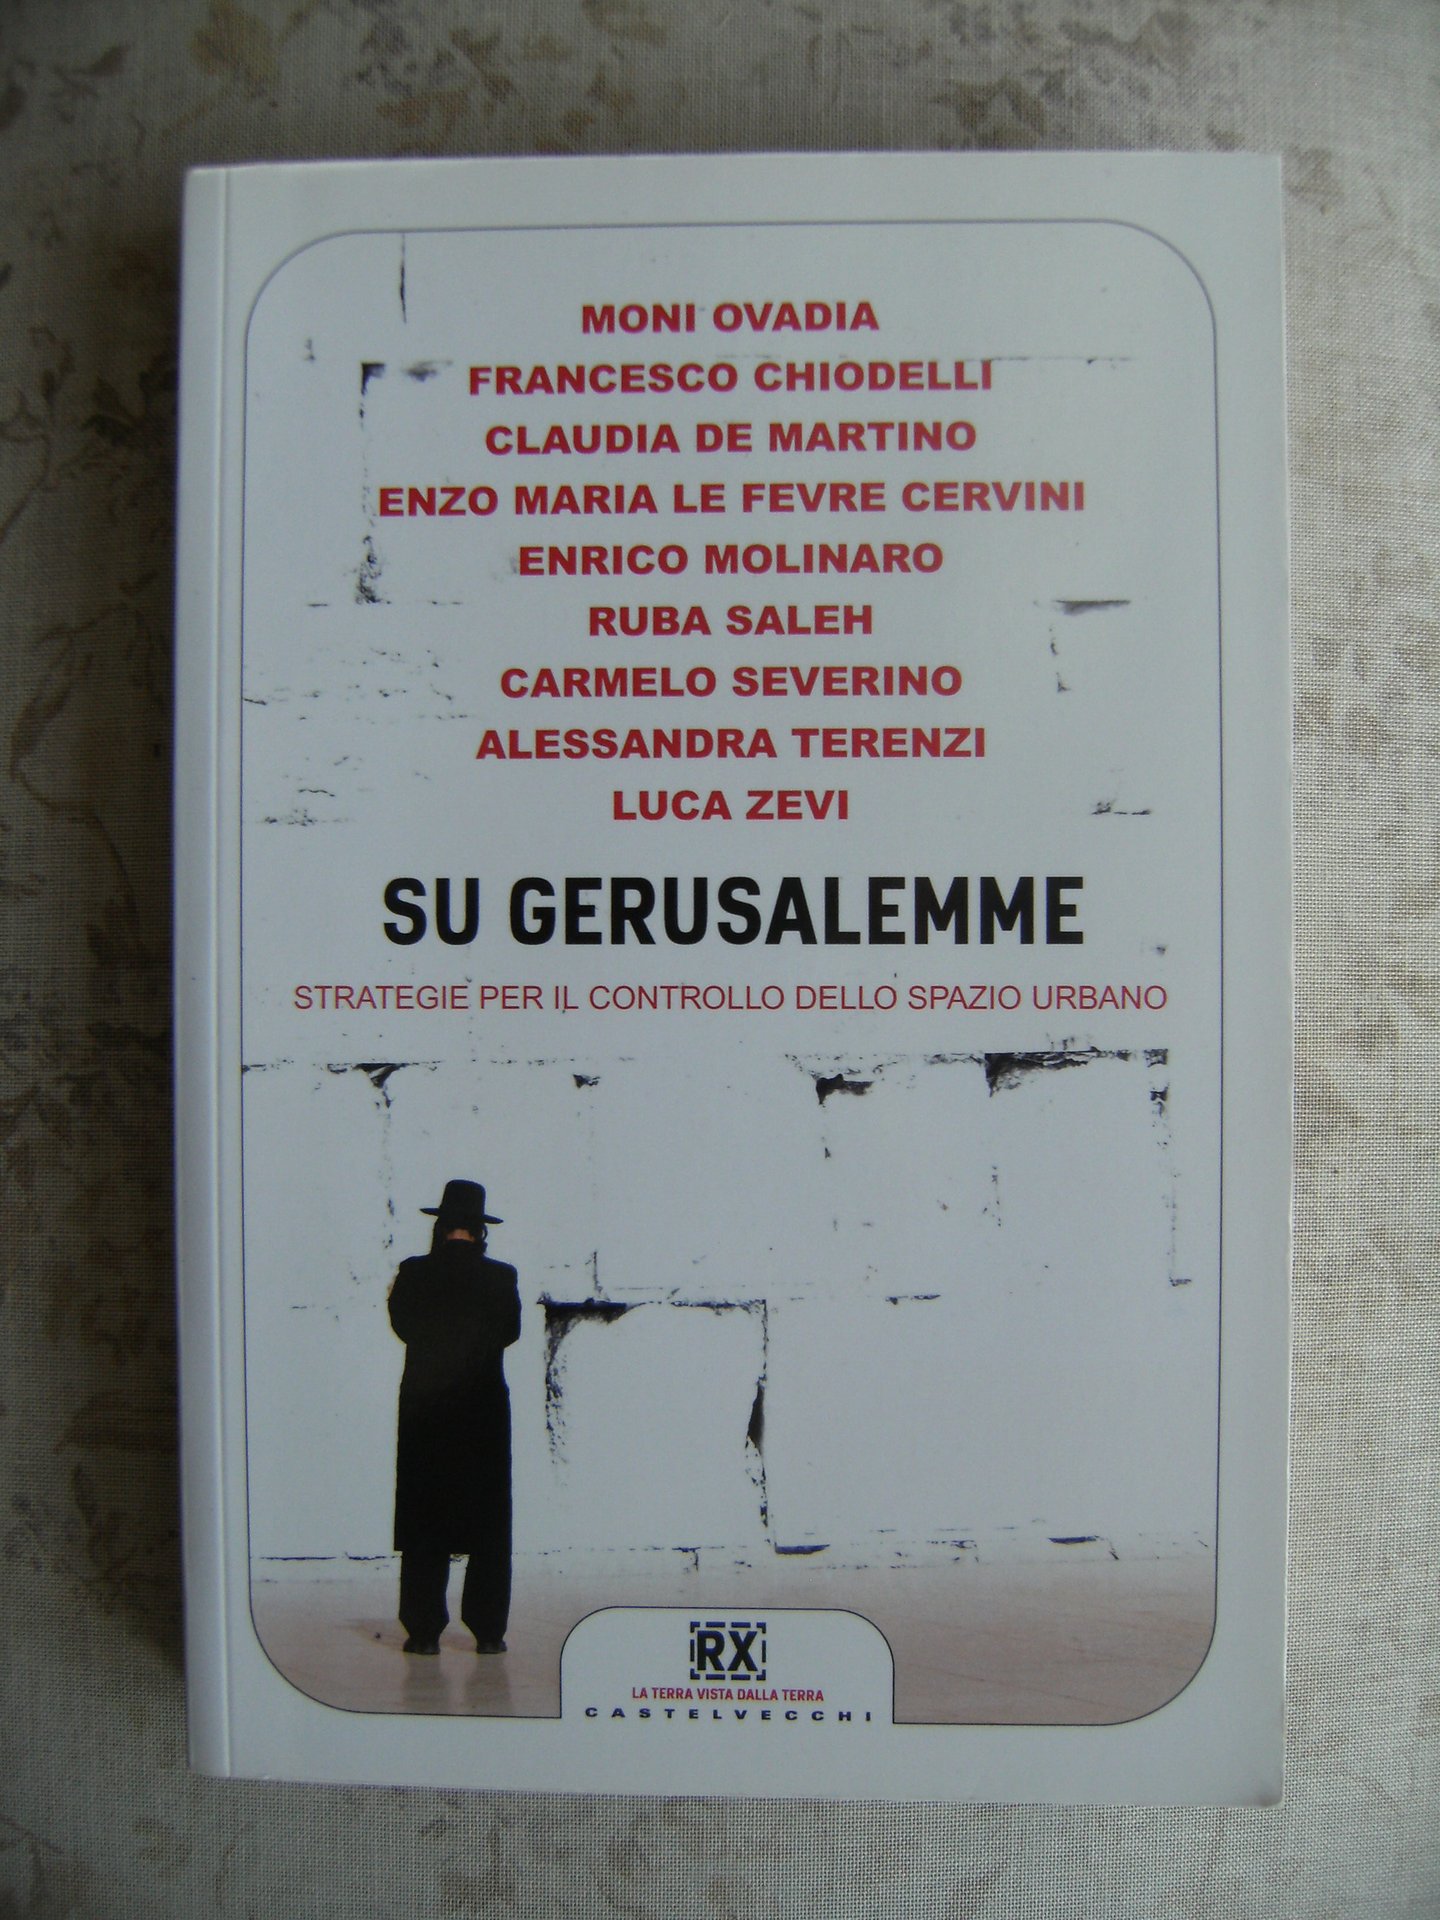 MONI OVADIA
FRANCESCO CHIODELLI
CLAUDIA DE MARTINO
ENZO MARIA LE FEVRE CERVINI
ENRICO MOLINARO
RUBA SALEH
CARMELO SEVERINO
ALESSANDRA TERENZI
LUCA ZEVI
SU GERUSALEMME
STRATEGIE PER IL CONTROLLO DELLO SPAZIO URBANO
RX
LA TERRA VISTA DALLA TERRA
CASTELVECCHI